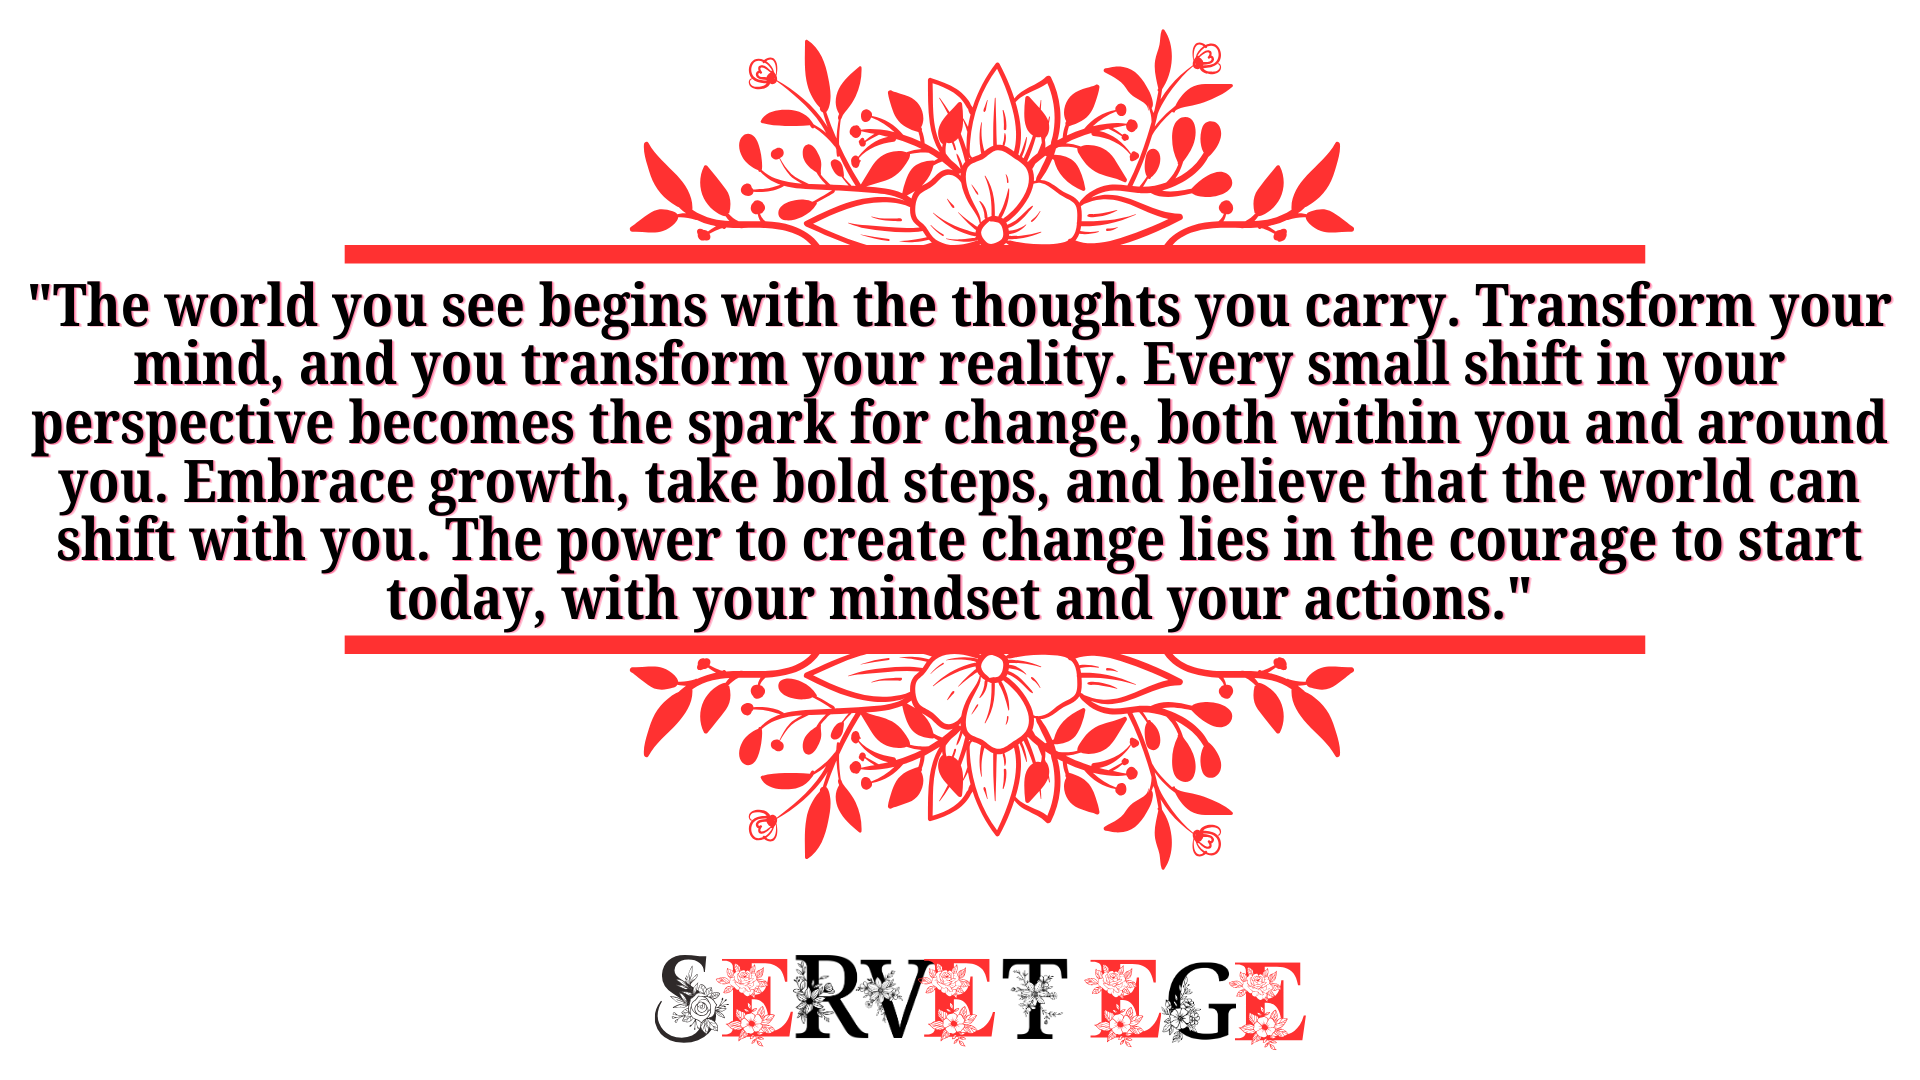 "The world you see begins with the thoughts you carry. Transform your
mind, and you transform your reality. Every small shift in your
perspective becomes the spark for change, both within you and around
you. Embrace growth, take bold steps, and believe that the world can
shift with you. The power to create change lies in the courage to start
today, with your mindset and your actions."
SERVET EGE